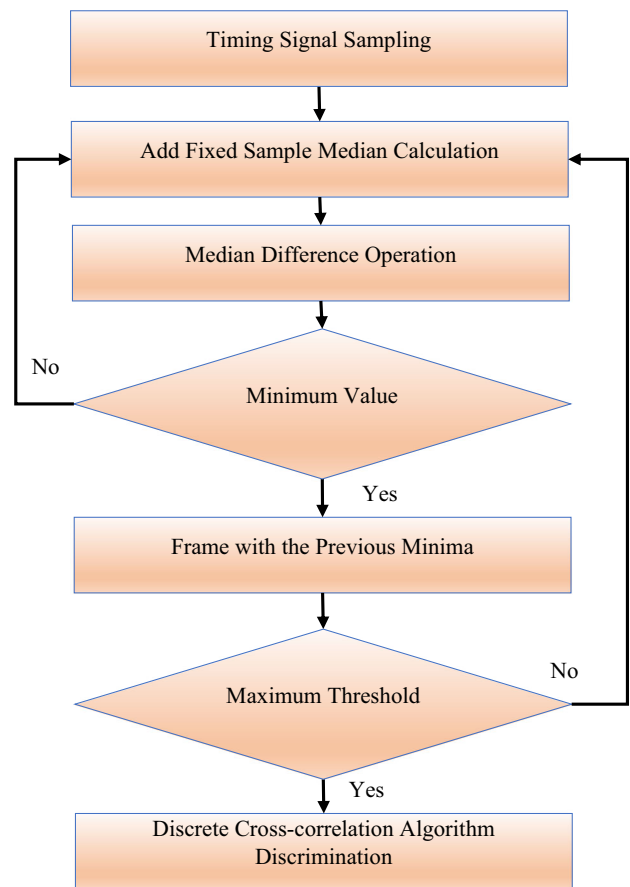 Timing Signal Sampling
Add Fixed Sample Median Calculation
Median Difference Operation
No
Minimum Value
Yes
Frame with the Previous Minima
No
Maximum Threshold
Yes
Discrete Cross-correlation Algorithm
Discrimination